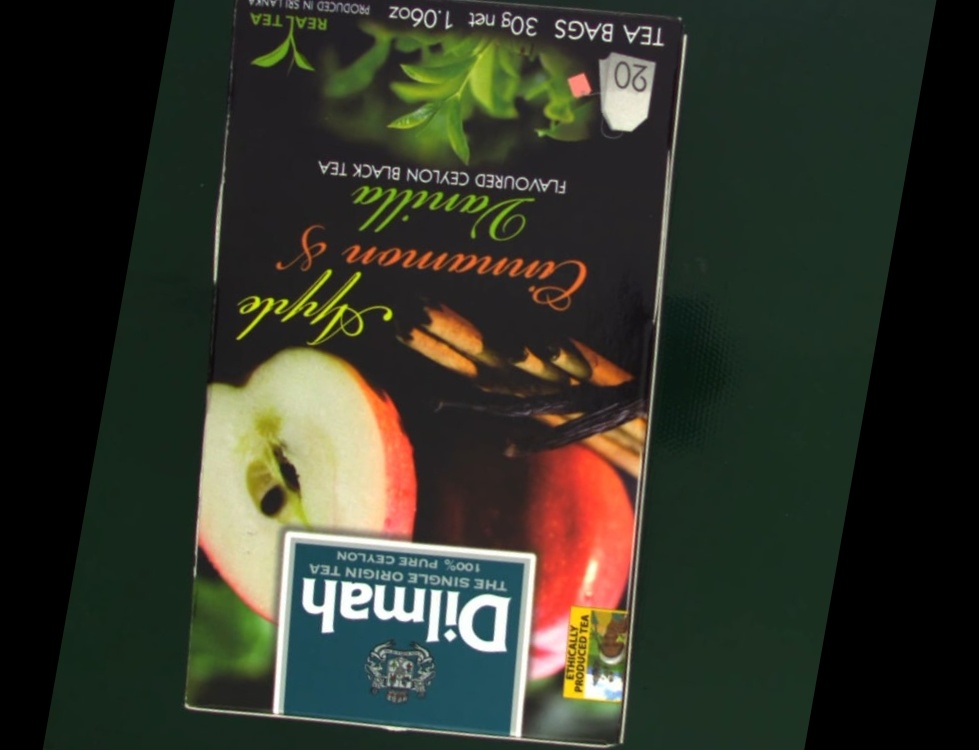 Dilmah
THE SINGLE ORIGIN TEA
100% PURE CEYLON
ETHICALLY
PRODUCED TEA
Apple
Cinnamon &
Vanilla
FLAVOURED CEYLON BLACK TEA
20
TEA BAGS 30g net 1.06oz
REAL TEA
PRODUCED IN SRI LANKA